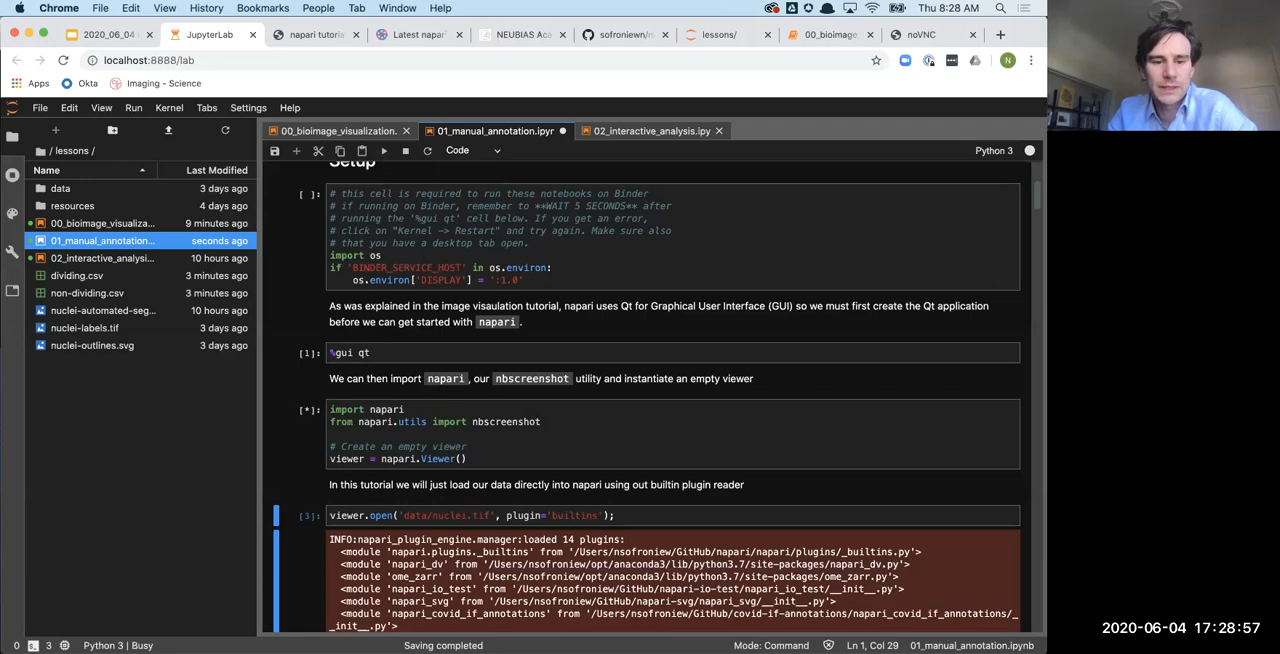 Chrome File Edit View History Bookmarks People Tab Window Help Thu 8:28 AM
2020_06_04 JupyterLab napari tutoria Latest napari NEUBIAS Aca sofroniewn/n lessons/ 00_bioimage_ noVNC
localhost:8888/lab N
Apps Okta Imaging - Science
File Edit View Run Kernel Tabs Settings Help
00_bioimage_visualization. 01_manual_annotation.ipyr 02_interactive_analysis.ipy
/ lessons /
Code Python 3
Name Last Modified
data 3 days ago
resources 4 days ago
00_bioimage_visualiza... 9 minutes ago
01_manual_annotation... seconds ago
02_interactive_analysi... 10 hours ago
dividing.csv 3 minutes ago
non-dividing.csv 3 minutes ago
nuclei-automated-seg... 10 hours ago
nuclei-labels.tif 3 days ago
nuclei-outlines.svg 3 days ago
Setup
[ ]: # this cell is required to run these notebooks on Binder
# if running on Binder, remember to **WAIT 5 SECONDS** after
# running the '%gui qt' cell below. If you get an error,
# click on "Kernel -> Restart" and try again. Make sure also
# that you have a desktop tab open.
import os
if 'BINDER_SERVICE_HOST' in os.environ:
os.environ['DISPLAY'] = ':1.0'
As was explained in the image visaulation tutorial, napari uses Qt for Graphical User Interface (GUI) so we must first create the Qt application
before we can get started with napari.
[1]: %gui qt
We can then import napari, our nbscreenshot utility and instantiate an empty viewer
[*]: import napari
from napari.utils import nbscreenshot
# Create an empty viewer
viewer = napari.Viewer()
In this tutorial we will just load our data directly into napari using out builtin plugin reader
[3]: viewer.open('data/nuclei.tif', plugin='builtins');
INFO:napari_plugin_engine.manager:loaded 14 plugins:
<module 'napari.plugins._builtins' from '/Users/nsofroniew/GitHub/napari/napari/plugins/_builtins.py'>
<module 'napari_dv' from '/Users/nsofroniew/opt/anaconda3/lib/python3.7/site-packages/napari_dv.py'>
<module 'ome_zarr' from '/Users/nsofroniew/opt/anaconda3/lib/python3.7/site-packages/ome_zarr.py'>
<module 'napari_io_test' from '/Users/nsofroniew/GitHub/napari-io-test/napari_io_test/__init__.py'>
<module 'napari_svg' from '/Users/nsofroniew/GitHub/napari-svg/napari_svg/__init__.py'>
<module 'napari_covid_if_annotations' from '/Users/nsofroniew/GitHub/covid-if-annotations/napari_covid_if_annotations/_
_init__.py'>
0 3 Python 3 | Busy Saving completed Mode: Command Ln 1, Col 29 01_manual_annotation.ipynb
2020-06-04 17:28:57